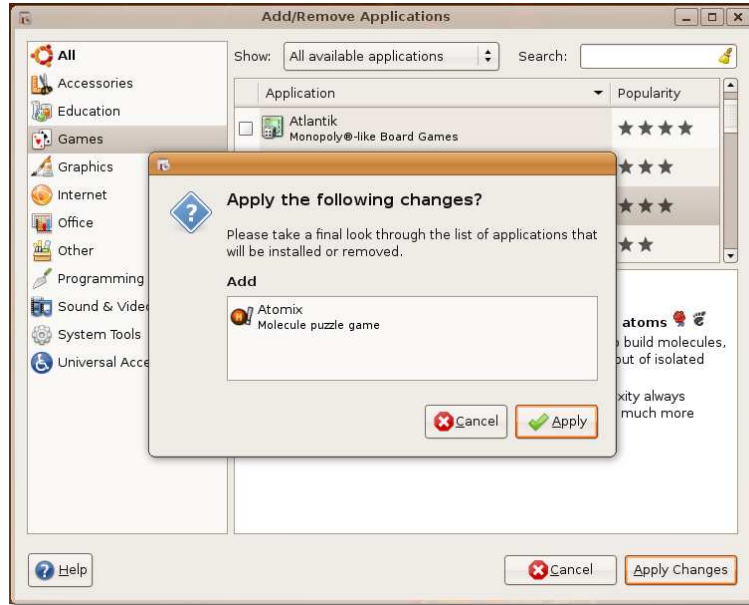 Add/Remove Applications
All
Accessories
Education
Games
Graphics
Internet
Office
Other
Programming
Sound & Video
System Tools
Universal Acce
Show: All available applications Search:
Application Popularity
Atlantik
Monopoly®-like Board Games
Apply the following changes?
Please take a final look through the list of applications that
will be installed or removed.
Add
Atomix
Molecule puzzle game
Cancel Apply
atoms
build molecules,
out of isolated
xity always
much more
Help Cancel Apply Changes